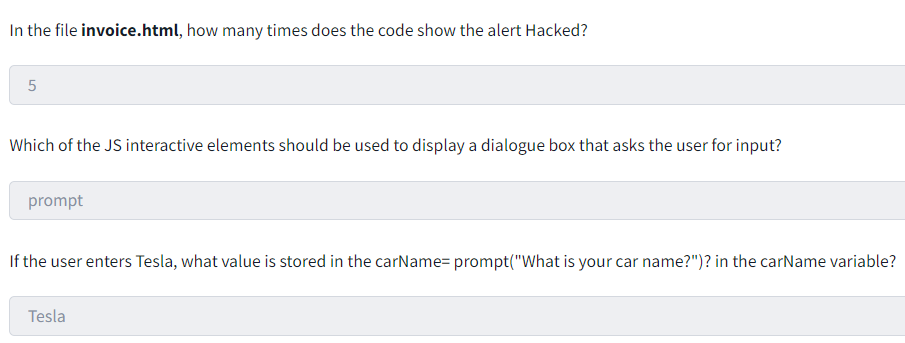 In the file invoice.html, how many times does the code show the alert Hacked?
5
Which of the JS interactive elements should be used to display a dialogue box that asks the user for input?
prompt
If the user enters Tesla, what value is stored in the carName= prompt("What is your car name?")? in the carName variable?
Tesla